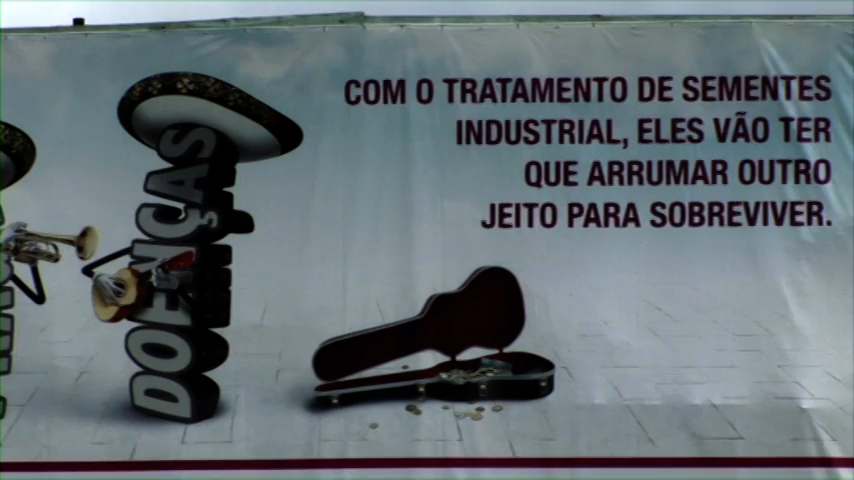 DOENÇAS
COM O TRATAMENTO DE SEMENTES
INDUSTRIAL, ELES VÃO TER
QUE ARRUMAR OUTRO
JEITO PARA SOBREVIVER.